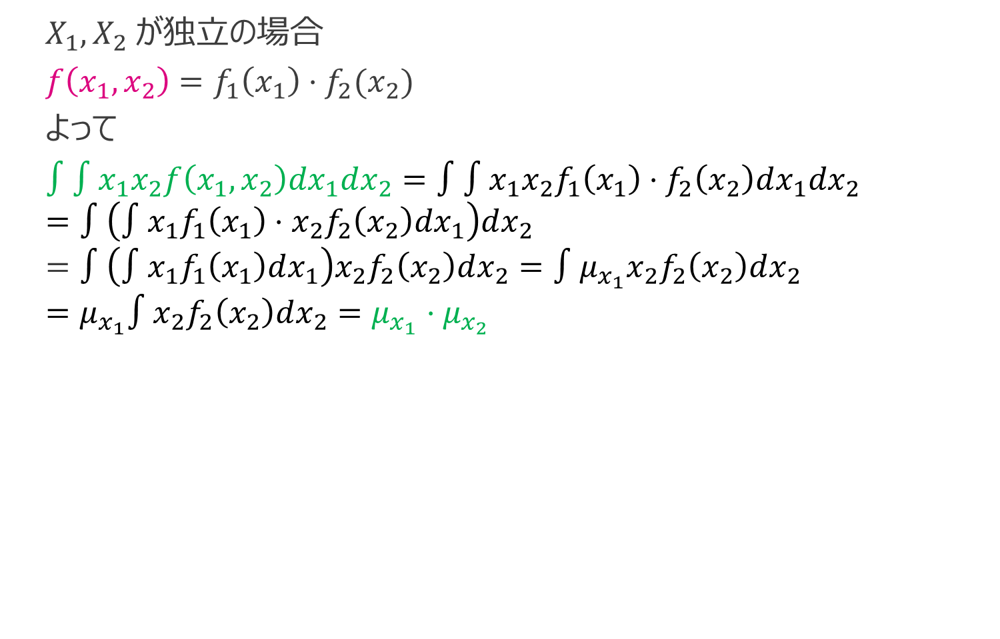 X₁, X₂ が独立の場合
f(x₁, x₂) = f₁(x₁) · f₂(x₂)
よって
∫ ∫ x₁x₂f(x₁, x₂)dx₁dx₂ = ∫ ∫ x₁x₂f₁(x₁) · f₂(x₂)dx₁dx₂
= ∫ (∫ x₁f₁(x₁) · x₂f₂(x₂)dx₁)dx₂
= ∫ (∫ x₁f₁(x₁)dx₁)x₂f₂(x₂)dx₂ = ∫ μ_{x₁}x₂f₂(x₂)dx₂
= μ_{x₁}∫ x₂f₂(x₂)dx₂ = μ_{x₁} · μ_{x₂}